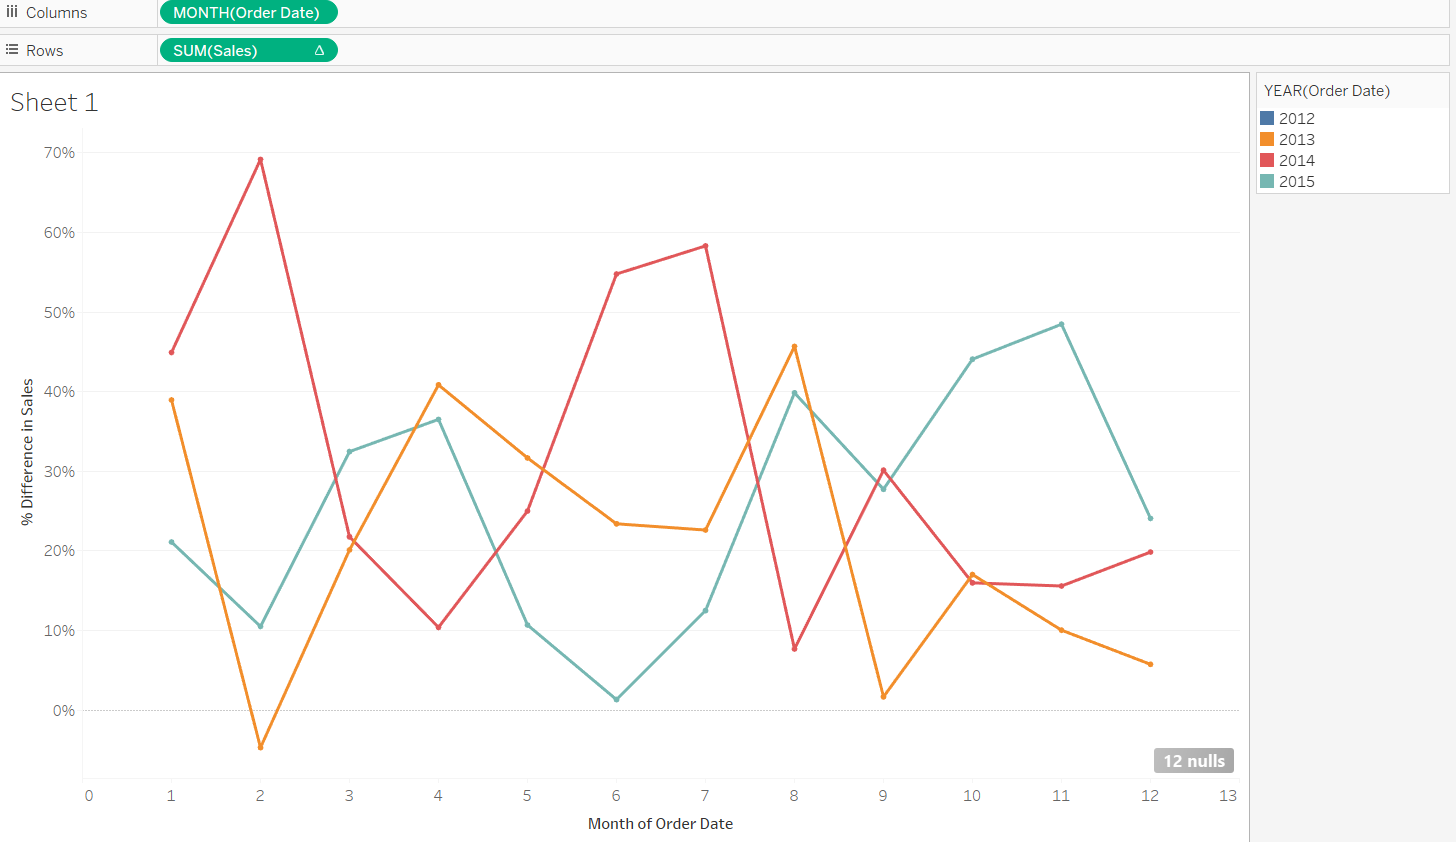 Columns MONTH(Order Date)
Rows SUM(Sales) Δ
Sheet 1
YEAR(Order Date)
2012
2013
2014
2015
70%
60%
50%
40%
30%
20%
10%
0%
% Difference in Sales
12 nulls
0 1 2 3 4 5 6 7 8 9 10 11 12 13
Month of Order Date